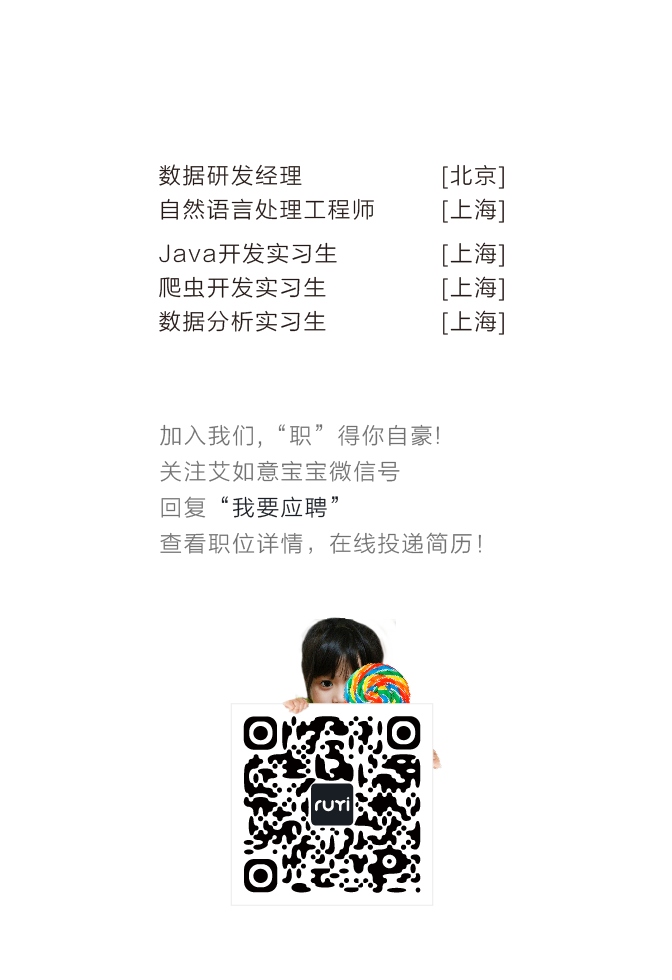 数据研发经理 [北京]
自然语言处理工程师 [上海]
Java开发实习生 [上海]
爬虫开发实习生 [上海]
数据分析实习生 [上海]
加入我们,“职”得你自豪!
关注艾如意宝宝微信号
回复“我要应聘”
查看职位详情，在线投递简历!
ruyi